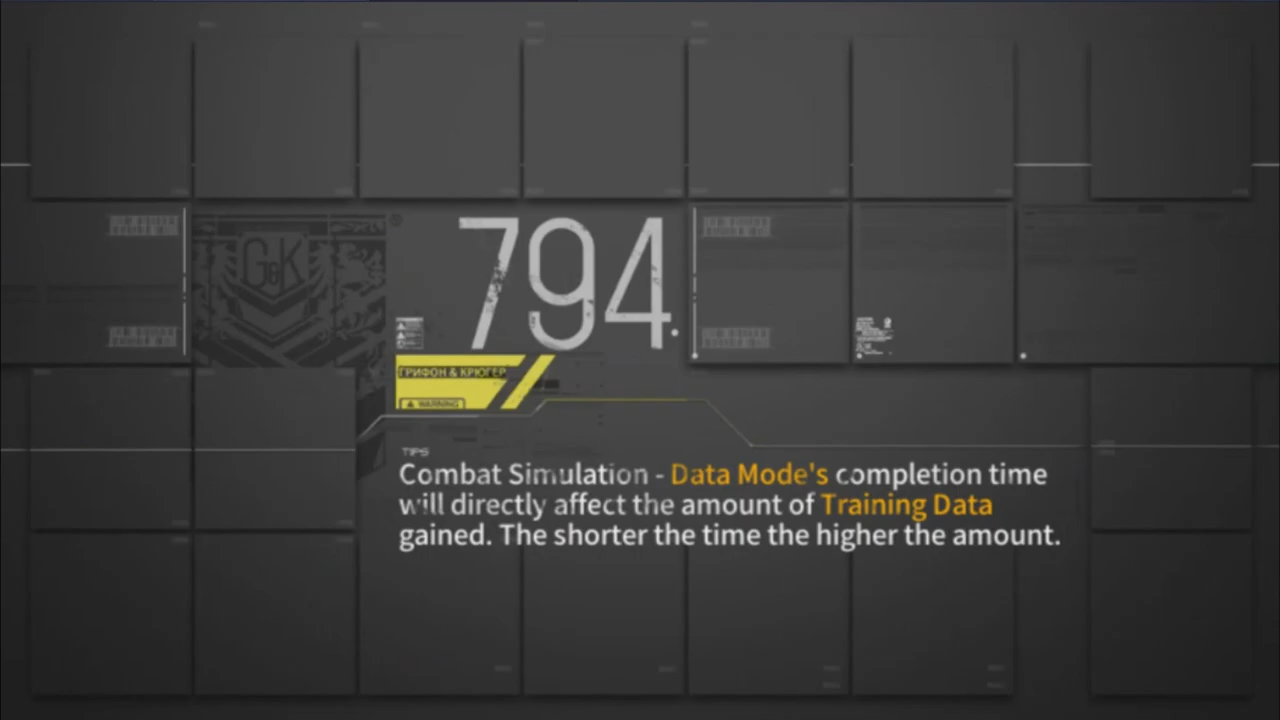 G&K
794.
ГРИФОН & КРЮГЕР
WARNING
TIPS
Combat Simulation - Data Mode's completion time
will directly affect the amount of Training Data
gained. The shorter the time the higher the amount.